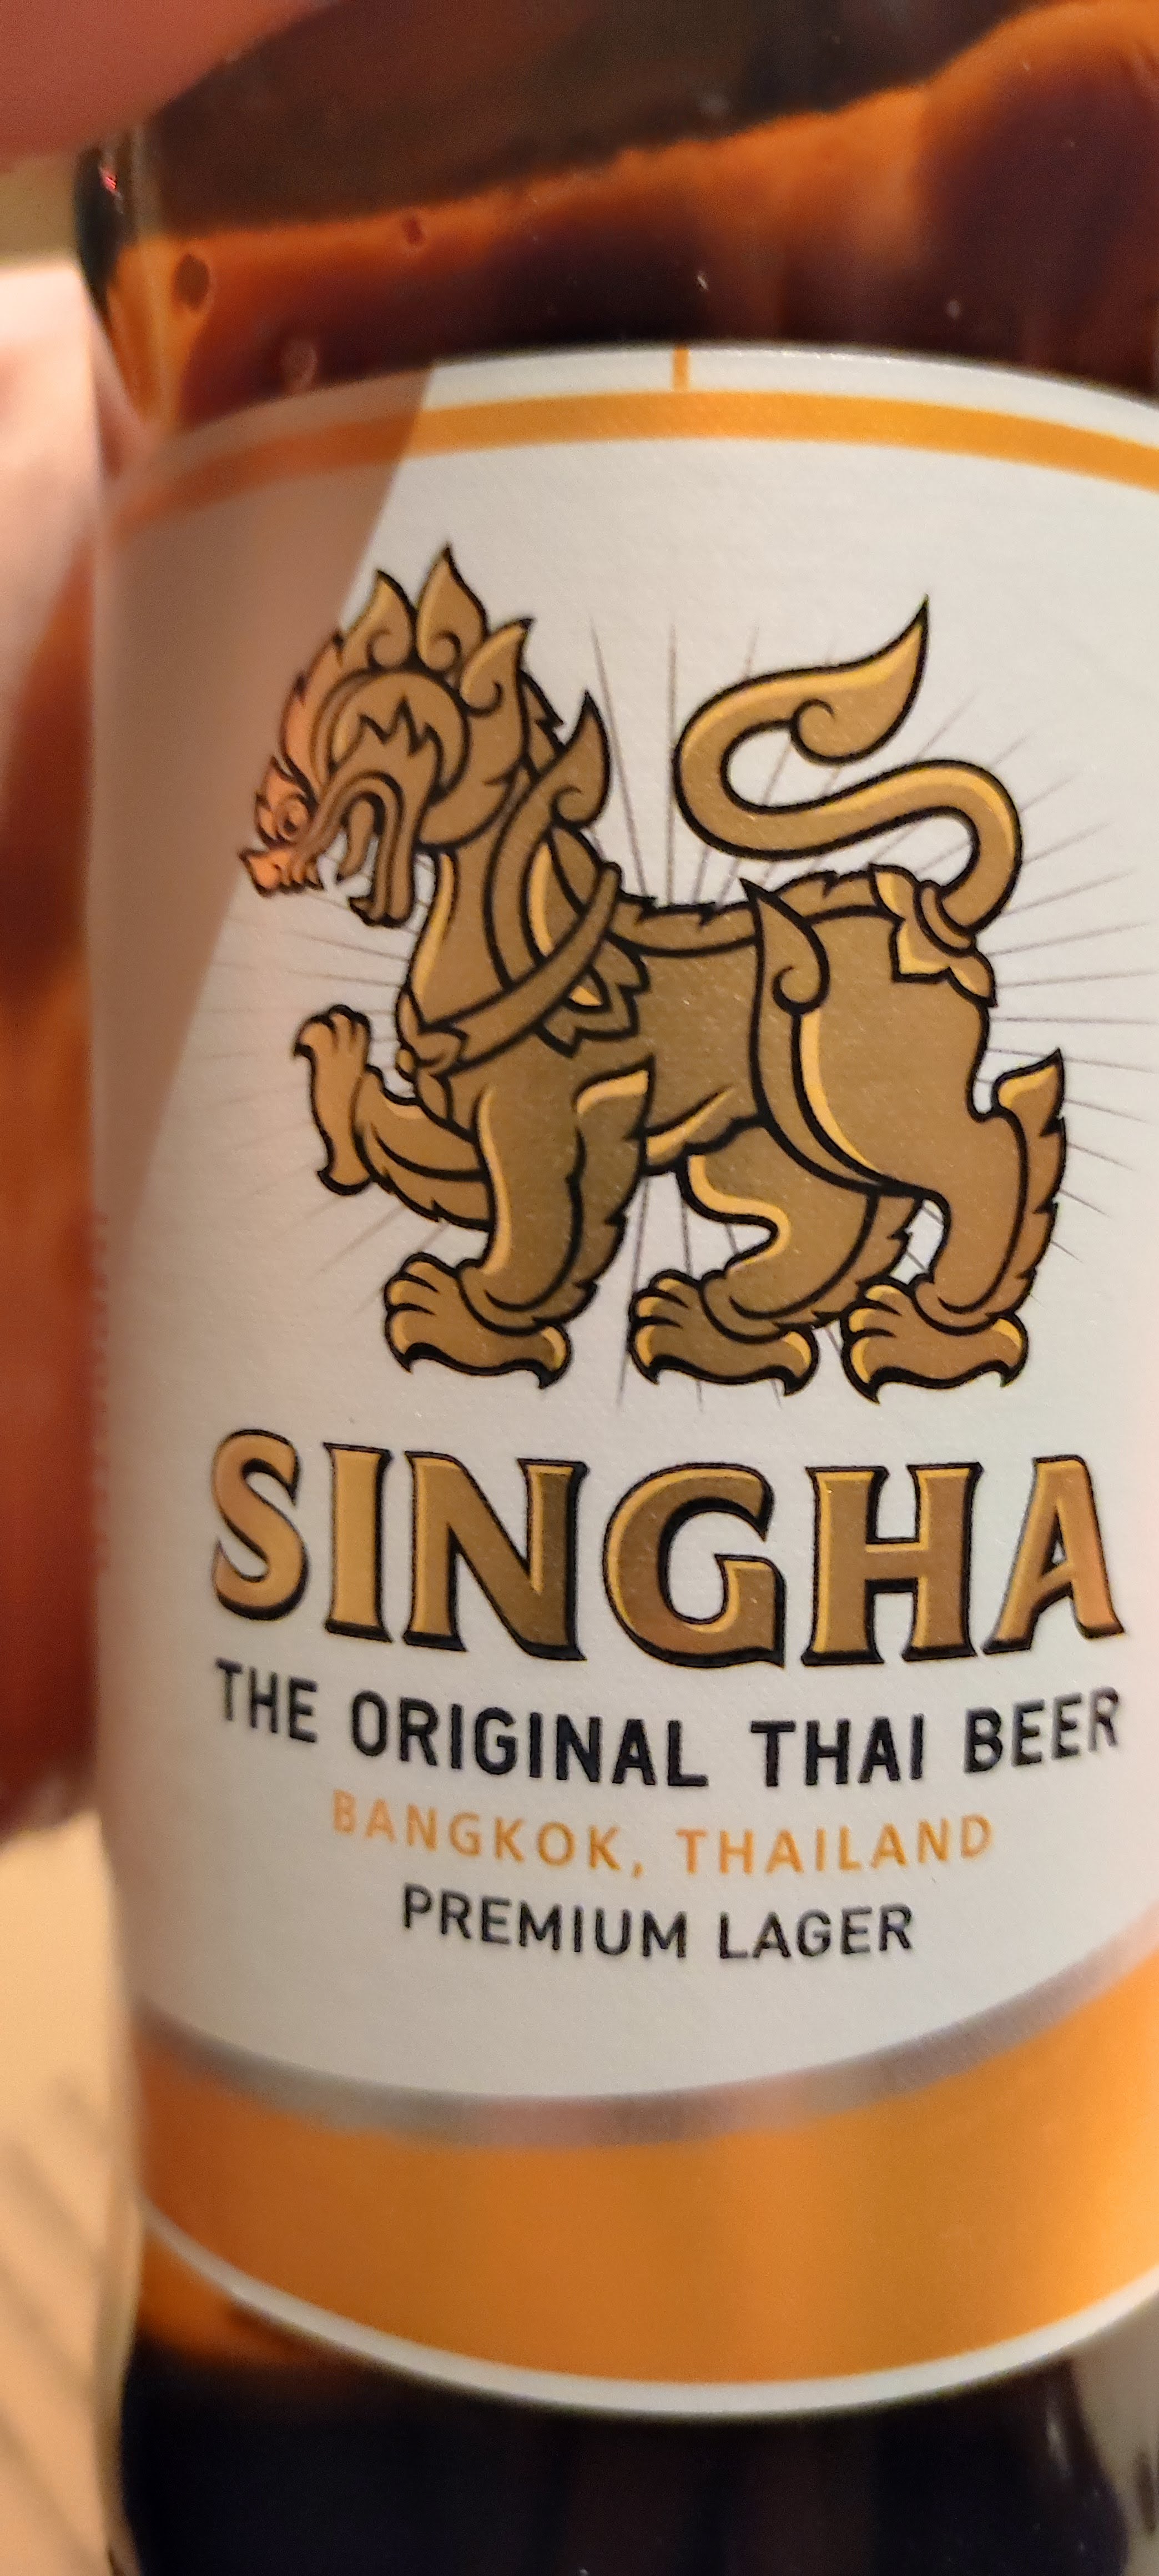 SINGHA
THE ORIGINAL THAI BEER
BANGKOK, THAILAND
PREMIUM LAGER